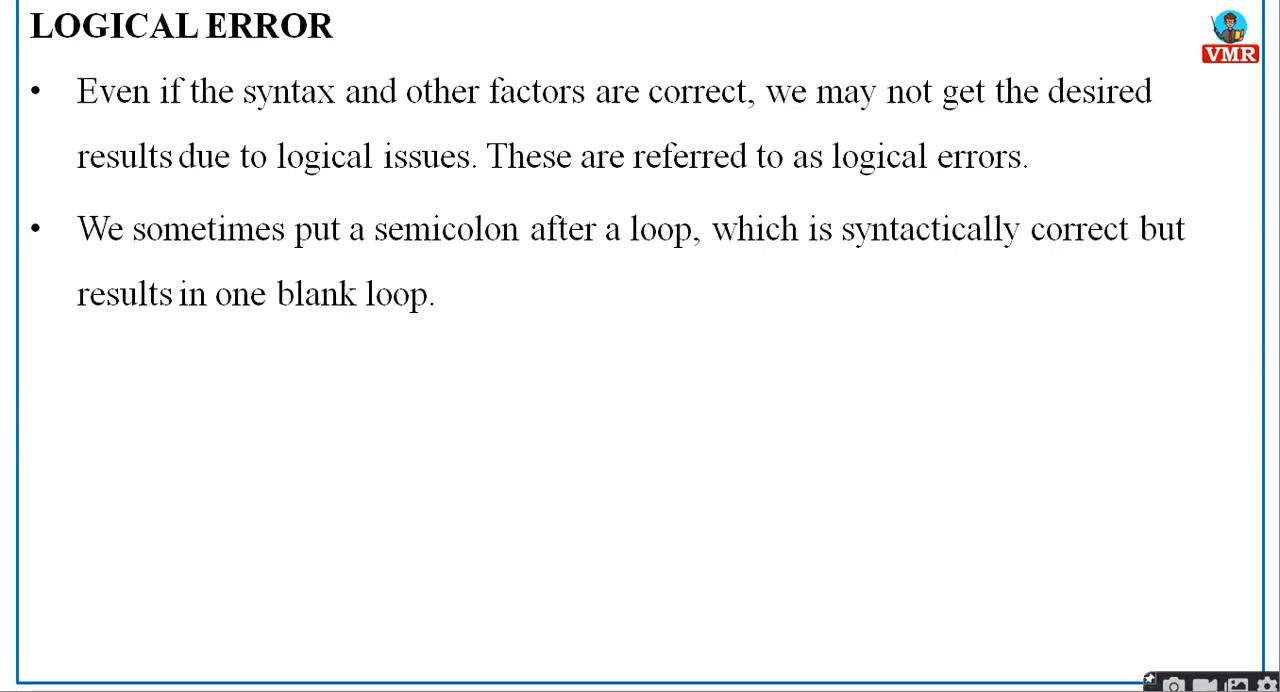 LOGICAL ERROR
VMR
• Even if the syntax and other factors are correct, we may not get the desired
results due to logical issues. These are referred to as logical errors.
• We sometimes put a semicolon after a loop, which is syntactically correct but
results in one blank loop.